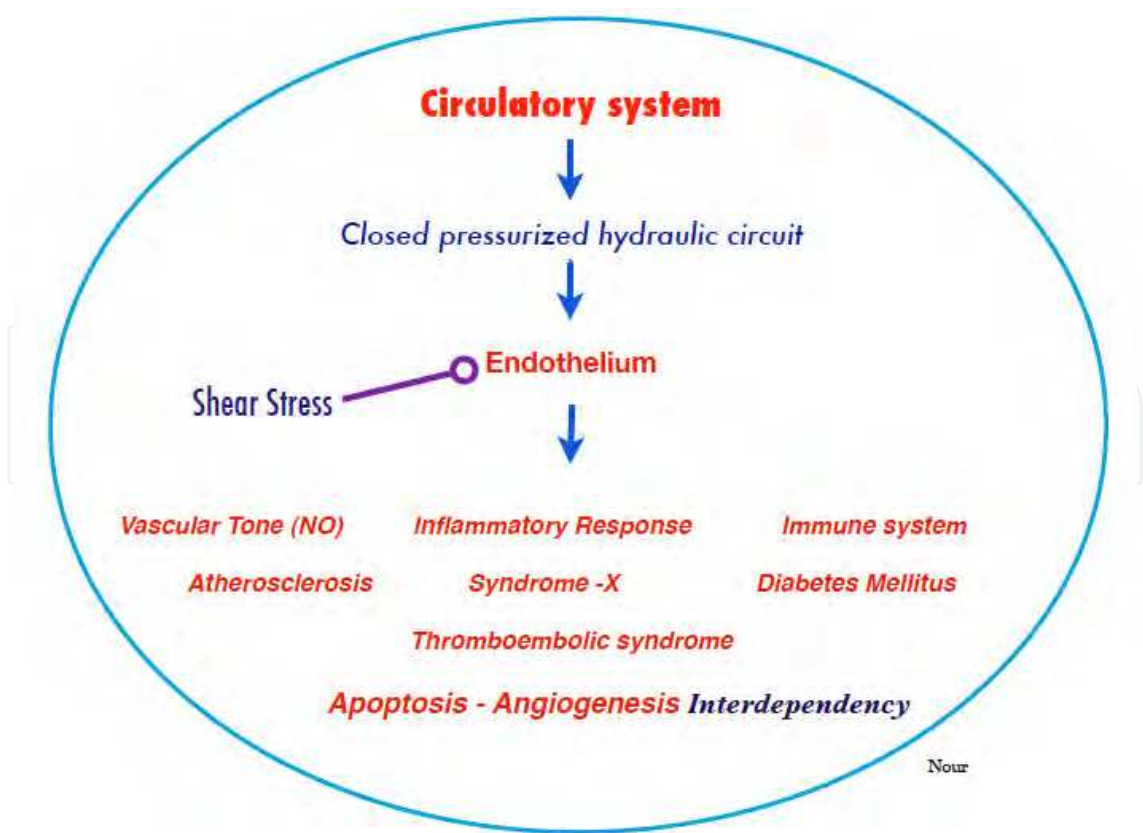 Circulatory system
Closed pressurized hydraulic circuit
Endothelium
Shear Stress
Vascular Tone (NO) Inflammatory Response Immune system
Atherosclerosis Syndrome -X Diabetes Mellitus
Thromboembolic syndrome
Apoptosis - Angiogenesis Interdependency
Nour